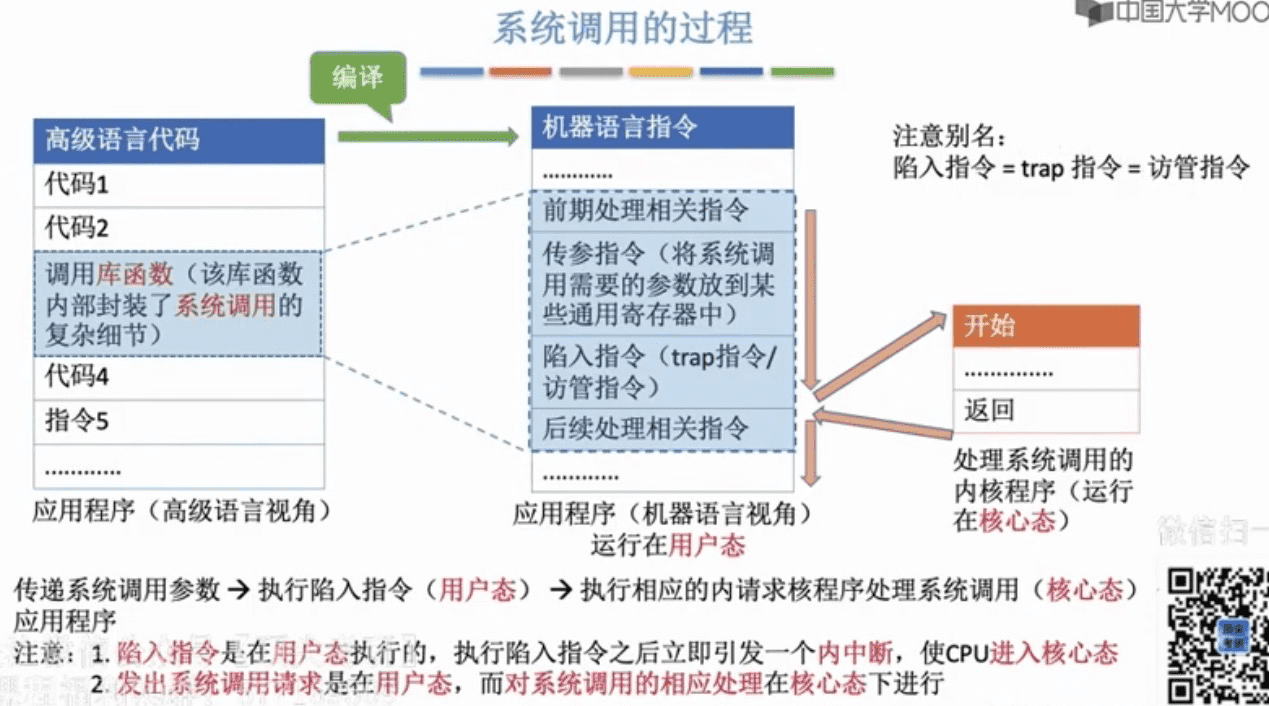 系统调用的过程
中国大学MOO
编译
高级语言代码
代码1
代码2
调用库函数（该库函数
内部封装了系统调用的
复杂细节）
代码4
指令5
…………
应用程序（高级语言视角）
机器语言指令
…………
前期处理相关指令
传参指令（将系统调
用需要的参数放到某
些通用寄存器中）
陷入指令（trap指令/
访管指令）
后续处理相关指令
…………
应用程序（机器语言视角）
运行在用户态
注意别名：
陷入指令 = trap 指令 = 访管指令
开始
……………
返回
处理系统调用的
内核程序（运行
在核心态）
微信扫一
传递系统调用参数 → 执行陷入指令（用户态） → 执行相应的内请求核程序处理系统调用（核心态）
应用程序
注意：1. 陷入指令是在用户态执行的，执行陷入指令之后立即引发一个内中断，使CPU进入核心态
2. 发出系统调用请求是在用户态，而对系统调用的相应处理在核心态下进行